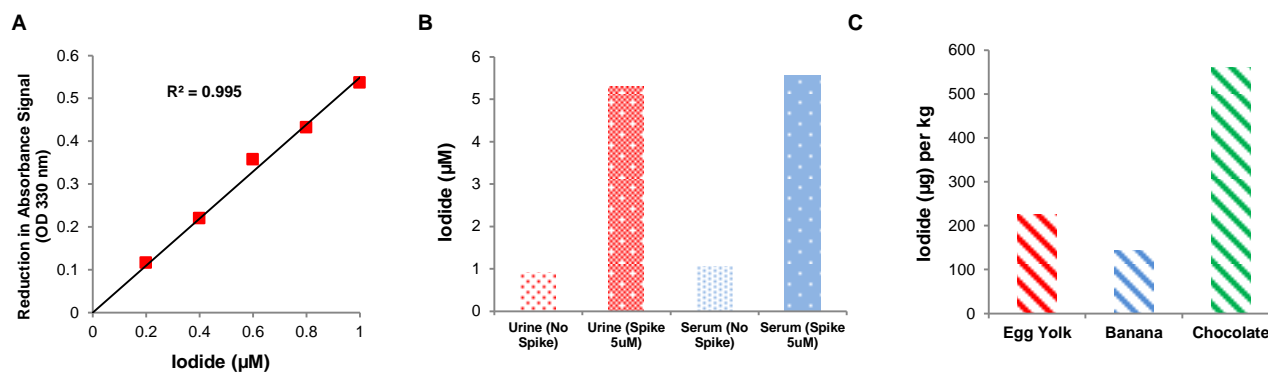 A
Reduction in Absorbance Signal
(OD 330 nm)
0.6
0.5
0.4
0.3
0.2
0.1
0
R² = 0.995
0
0.2
0.4
0.6
0.8
1
Iodide (µM)
B
Iodide (µM)
6
5
4
3
2
1
0
Urine (No
Spike)
Urine (Spike
5uM)
Serum (No
Spike)
Serum (Spike
5uM)
C
Iodide (µg) per kg
600
500
400
300
200
100
0
Egg Yolk
Banana
Chocolate